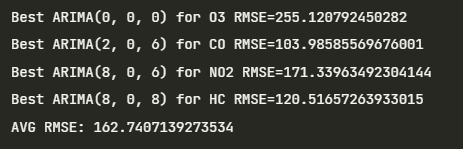 Best ARIMA(0, 0, 0) for O3 RMSE=255.120792450282
Best ARIMA(2, 0, 6) for CO RMSE=103.98585569676001
Best ARIMA(8, 0, 6) for NO2 RMSE=171.33963492304144
Best ARIMA(8, 0, 8) for HC RMSE=120.51657263933015
AVG RMSE: 162.7407139273534